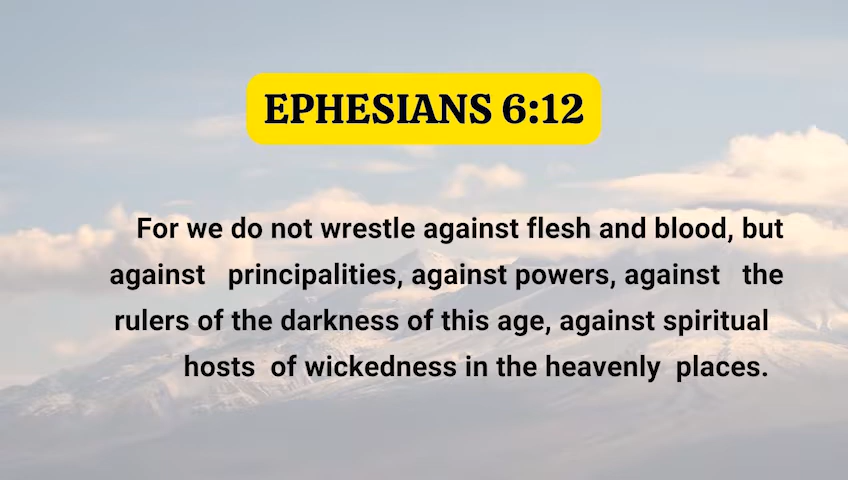 EPHESIANS 6:12
For we do not wrestle against flesh and blood, but
against principalities, against powers, against the
rulers of the darkness of this age, against spiritual
hosts of wickedness in the heavenly places.